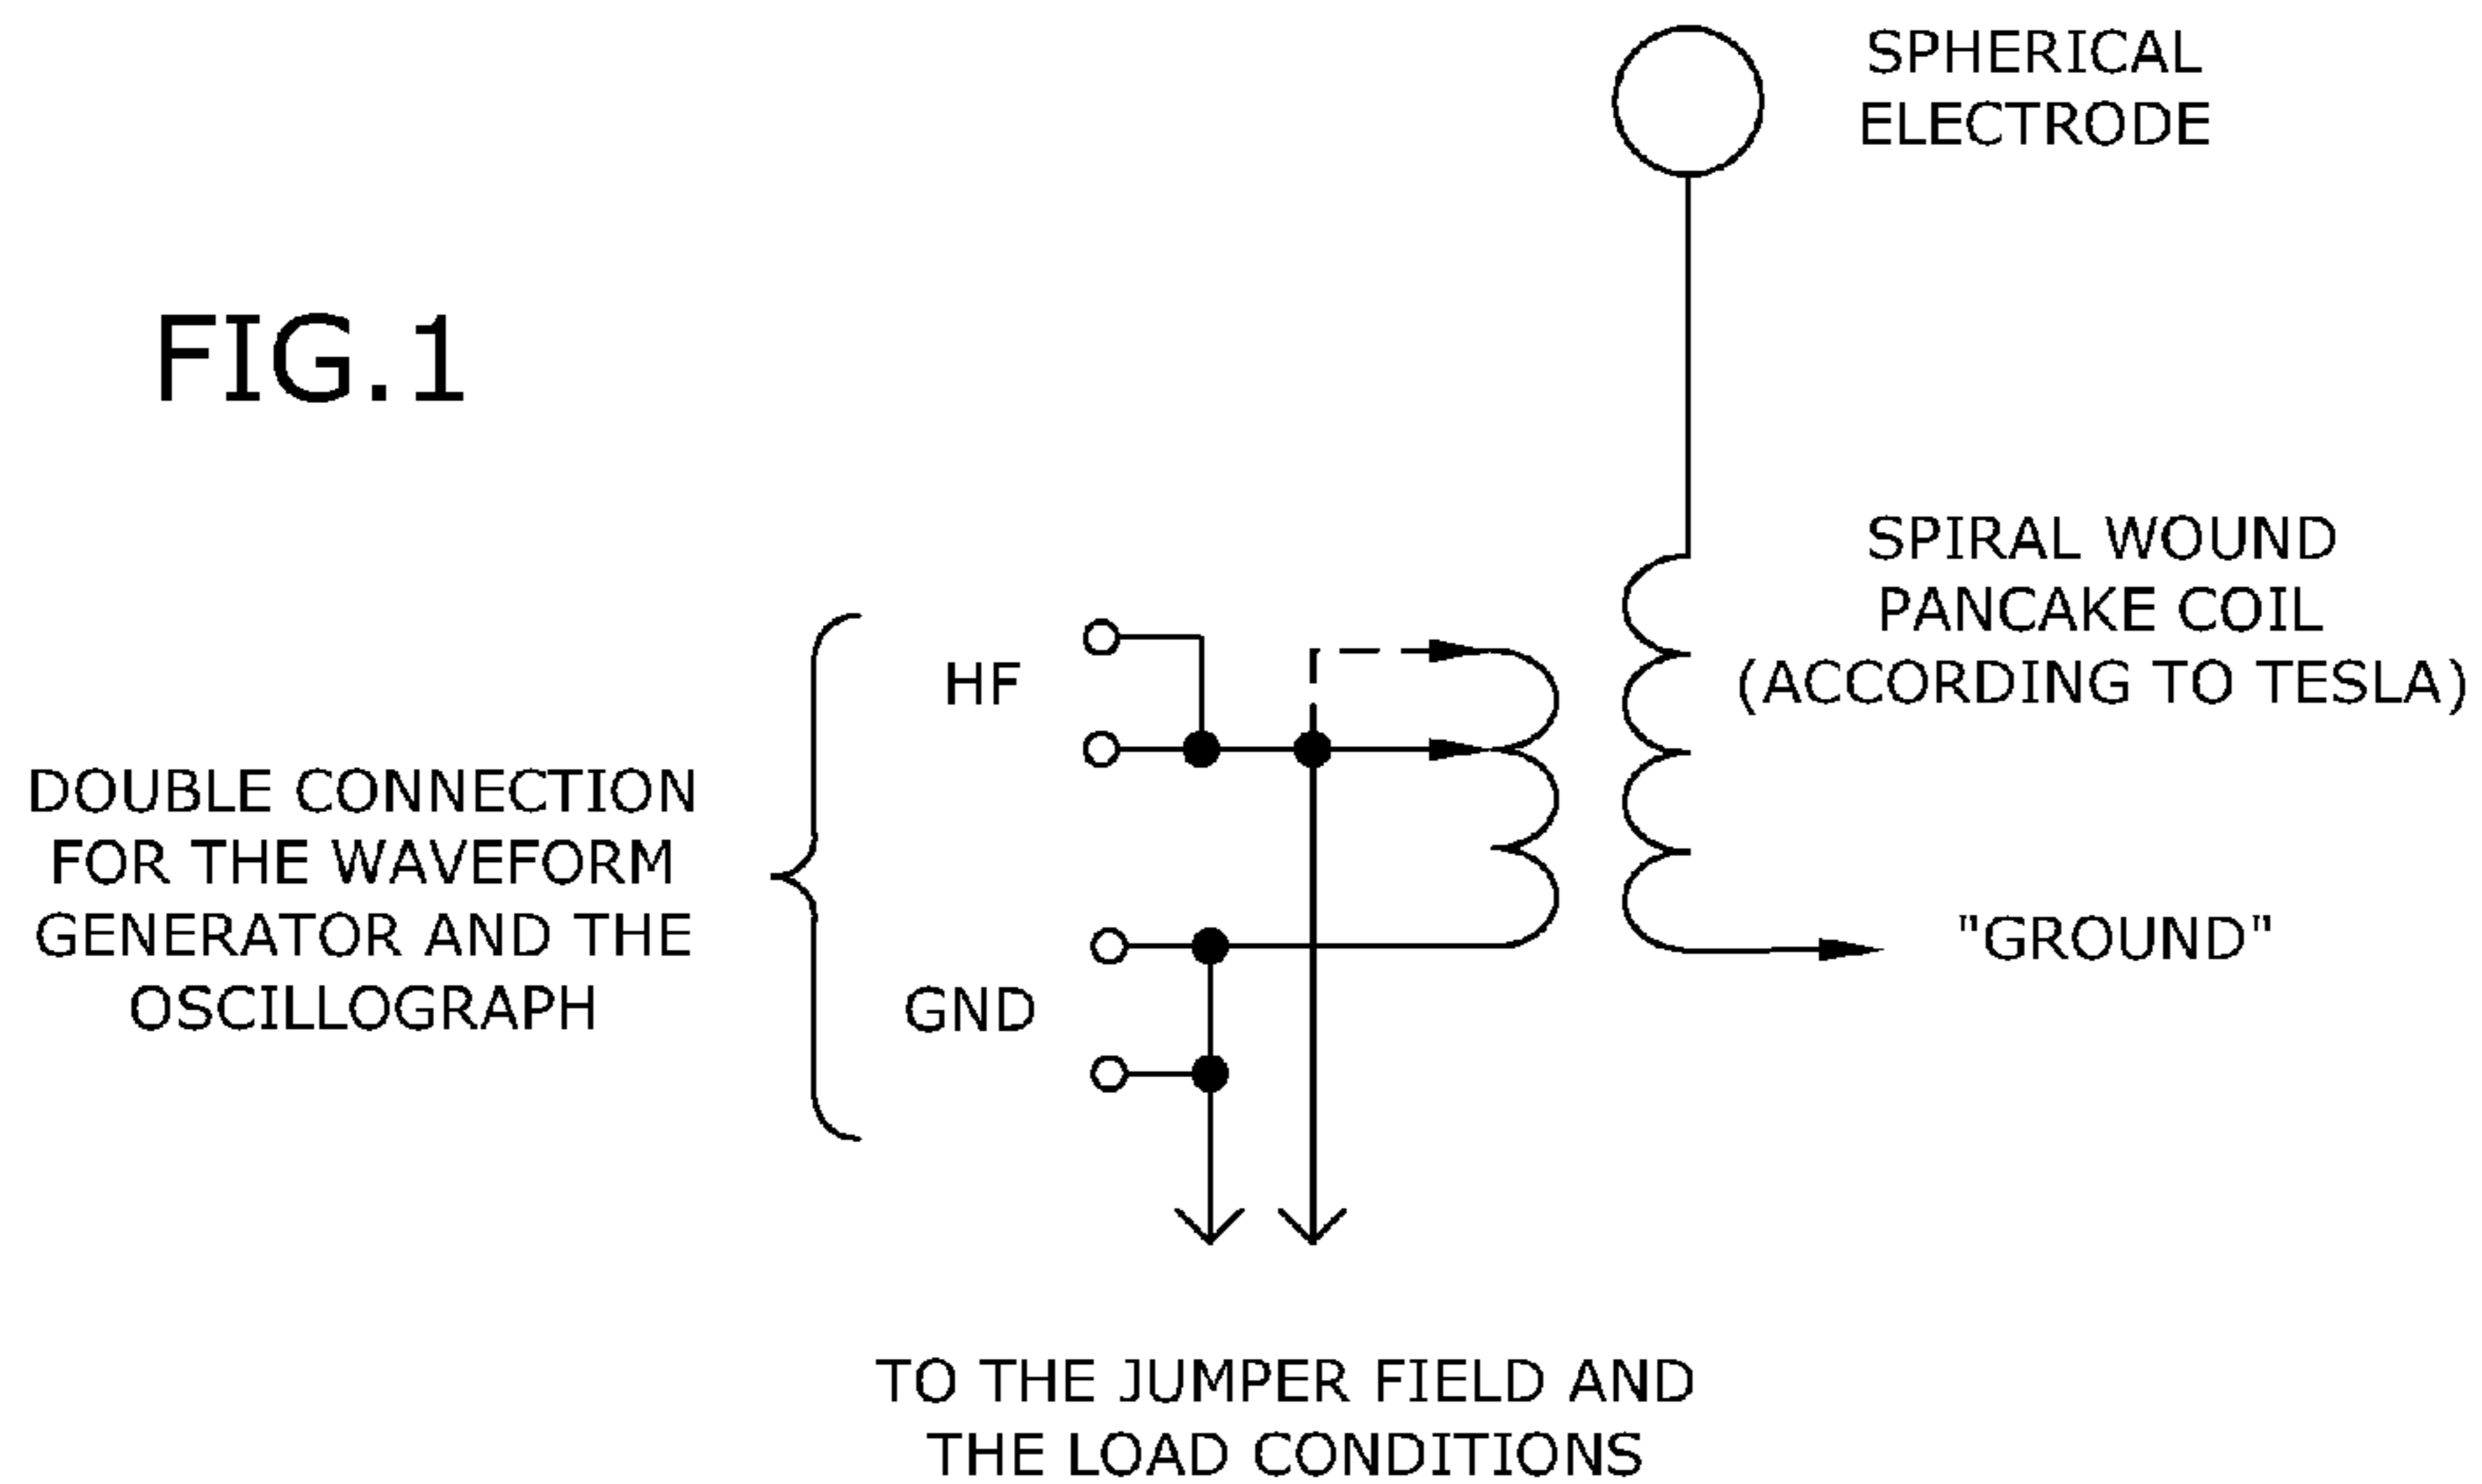 SPHERICAL
ELECTRODE
FIG.1
SPIRAL WOUND
PANCAKE COIL
(ACCORDING TO TESLA)
HF
DOUBLE CONNECTION
FOR THE WAVEFORM
GENERATOR AND THE
OSCILLOGRAPH
"GROUND"
GND
TO THE JUMPER FIELD AND
THE LOAD CONDITIONS